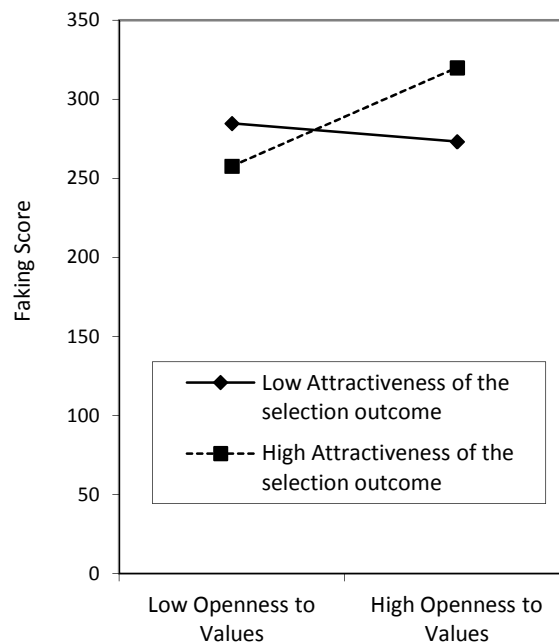 350
300
250
200
150
100
50
0
Faking Score
Low Attractiveness of the
selection outcome
High Attractiveness of the
selection outcome
Low Openness to
Values
High Openness to
Values